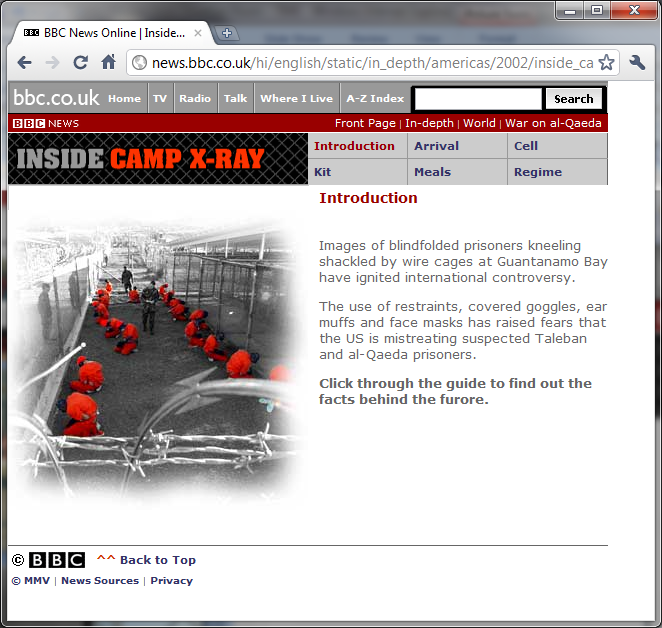 BBC News Online | Inside...
news.bbc.co.uk/hi/english/static/in_depth/americas/2002/inside_ca
bbc.co.uk Home TV Radio Talk Where I Live A-Z Index Search
BBC NEWS Front Page | In-depth | World | War on al-Qaeda
INSIDE CAMP X-RAY
Introduction Arrival Cell
Kit Meals Regime
Introduction
Images of blindfolded prisoners kneeling
shackled by wire cages at Guantanamo Bay
have ignited international controversy.
The use of restraints, covered goggles, ear
muffs and face masks has raised fears that
the US is mistreating suspected Taleban
and al-Qaeda prisoners.
Click through the guide to find out the
facts behind the furore.
© BBC ^^ Back to Top
© MMV | News Sources | Privacy